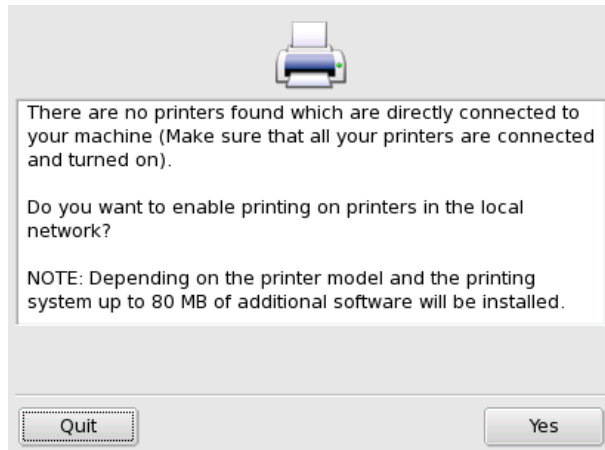 There are no printers found which are directly connected to
your machine (Make sure that all your printers are connected
and turned on).
Do you want to enable printing on printers in the local
network?
NOTE: Depending on the printer model and the printing
system up to 80 MB of additional software will be installed.
Quit
Yes